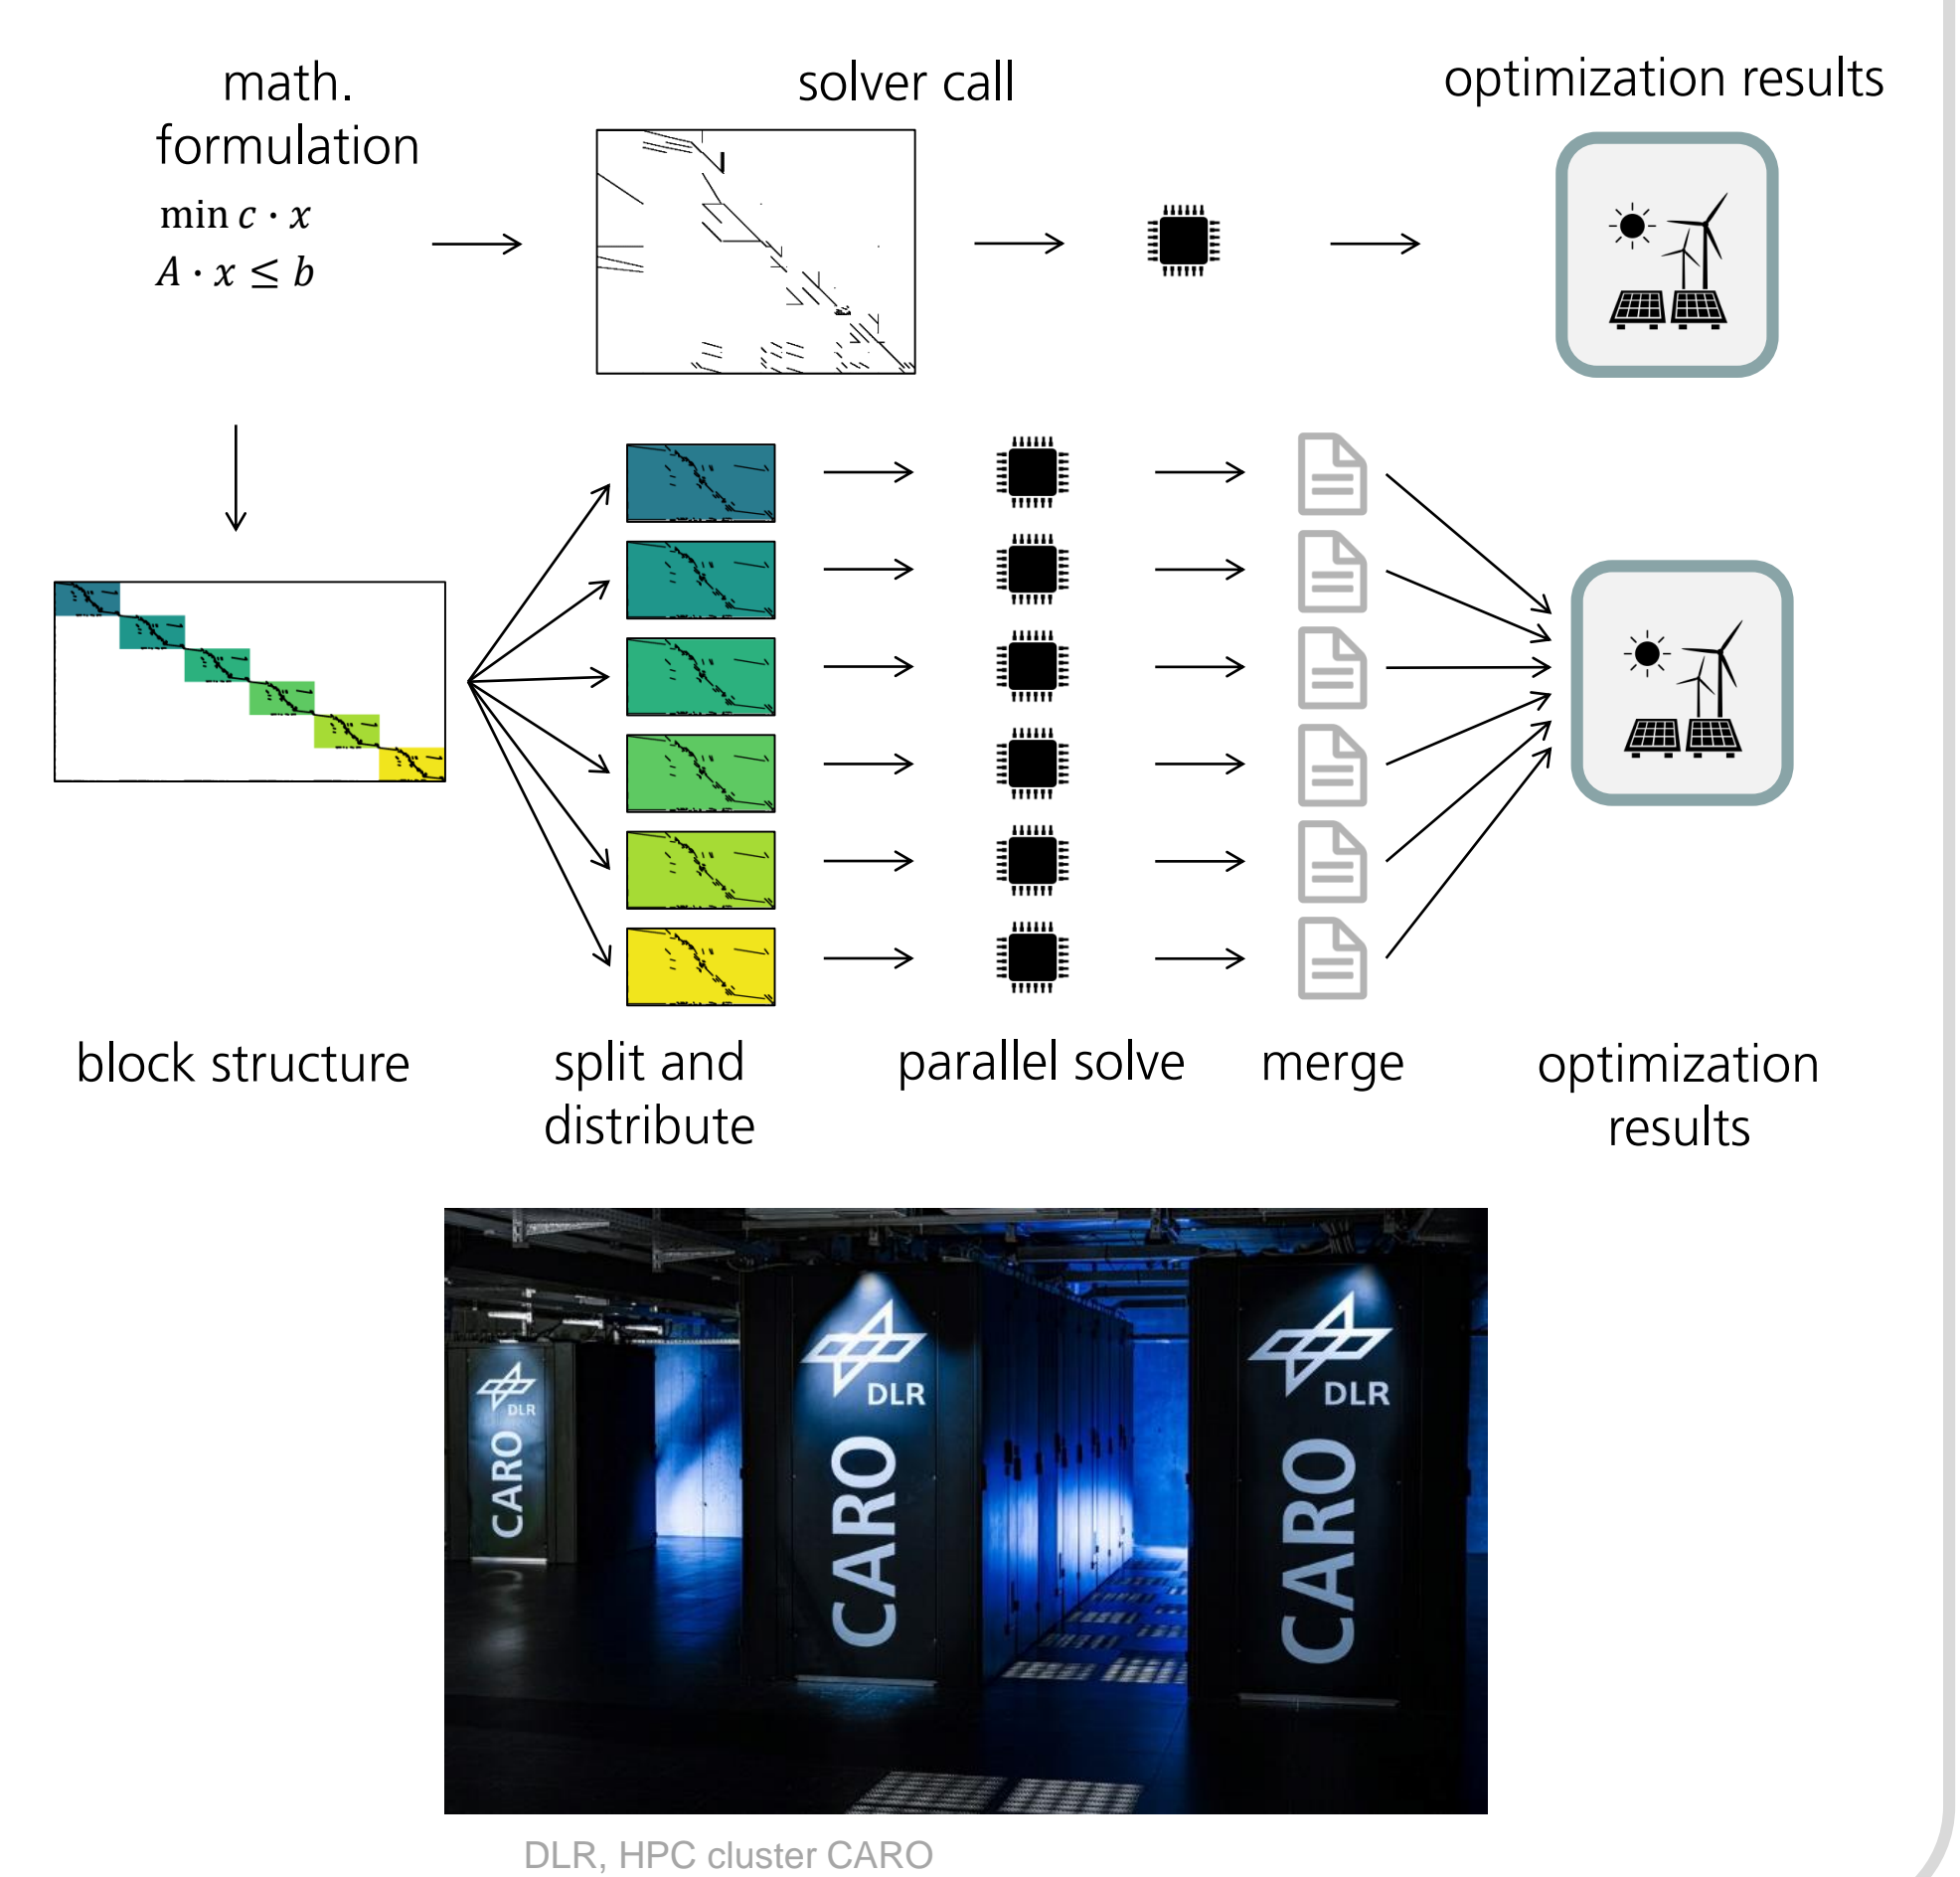 math.
formulation
min c · x
A · x ≤ b
solver call
optimization results
block structure
split and
distribute
parallel solve
merge
optimization
results
DLR
CARO
DLR
CARO
DLR
CARO
DLR, HPC cluster CARO